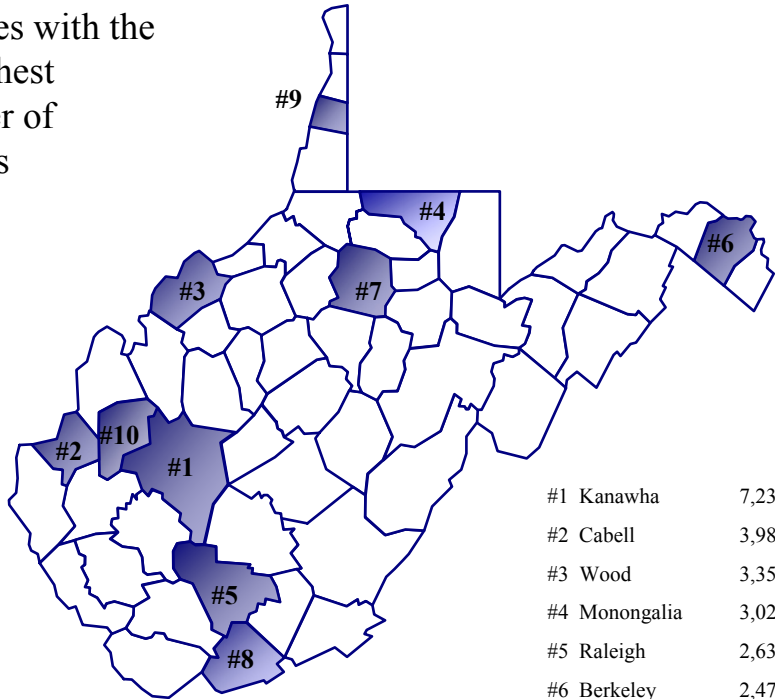 es with the
hest
r of
s
#9
#4
#6
#3
#7
#10
#2
#1
#5
#8
#1 Kanawha 7,23
#2 Cabell 3,98
#3 Wood 3,35
#4 Monongalia 3,02
#5 Raleigh 2,63
#6 Berkeley 2,47